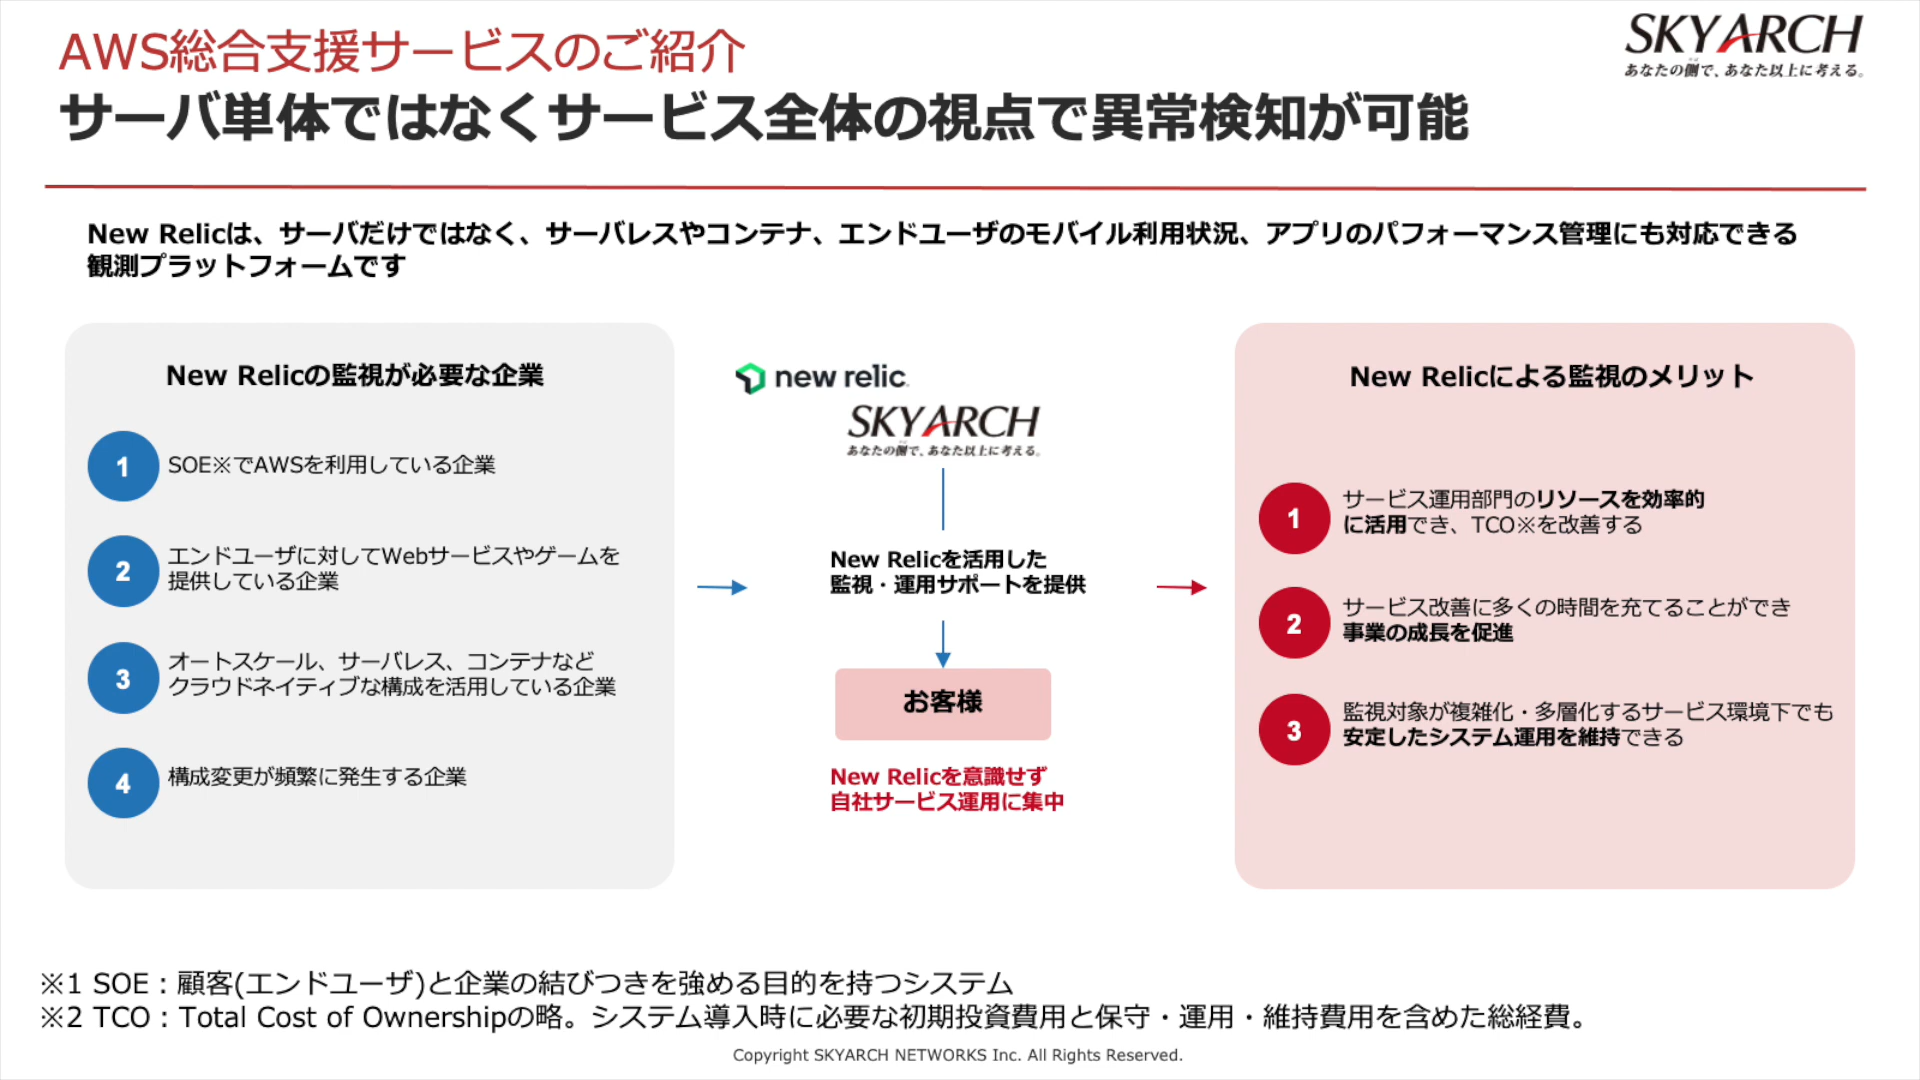 AWS総合支援サービスのご紹介
サーバ単体ではなくサービス全体の視点で異常検知が可能
SKYARCH
あなたの側で、あなた以上に考える。
New Relicは、サーバだけではなく、サーバレスやコンテナ、エンドユーザのモバイル利用状況、アプリのパフォーマンス管理にも対応できる
観測プラットフォームです
New Relicの監視が必要な企業
1
SOE※でAWSを利用している企業
2
エンドユーザに対してWebサービスやゲームを
提供している企業
3
オートスケール、サーバレス、コンテナなど
クラウドネイティブな構成を活用している企業
4
構成変更が頻繁に発生する企業
new relic.
SKYARCH
あなたの側で、あなた以上に考える。
New Relicを活用した
監視・運用サポートを提供
お客様
New Relicを意識せず
自社サービス運用に集中
New Relicによる監視のメリット
1
サービス運用部門のリソースを効率的
に活用でき、TCO※を改善する
2
サービス改善に多くの時間を充てることができ
事業の成長を促進
3
監視対象が複雑化・多層化するサービス環境下でも
安定したシステム運用を維持できる
※1 SOE：顧客(エンドユーザ)と企業の結びつきを強める目的を持つシステム
※2 TCO：Total Cost of Ownershipの略。システム導入時に必要な初期投資費用と保守・運用・維持費用を含めた総経費。
Copyright SKYARCH NETWORKS Inc. All Rights Reserved.